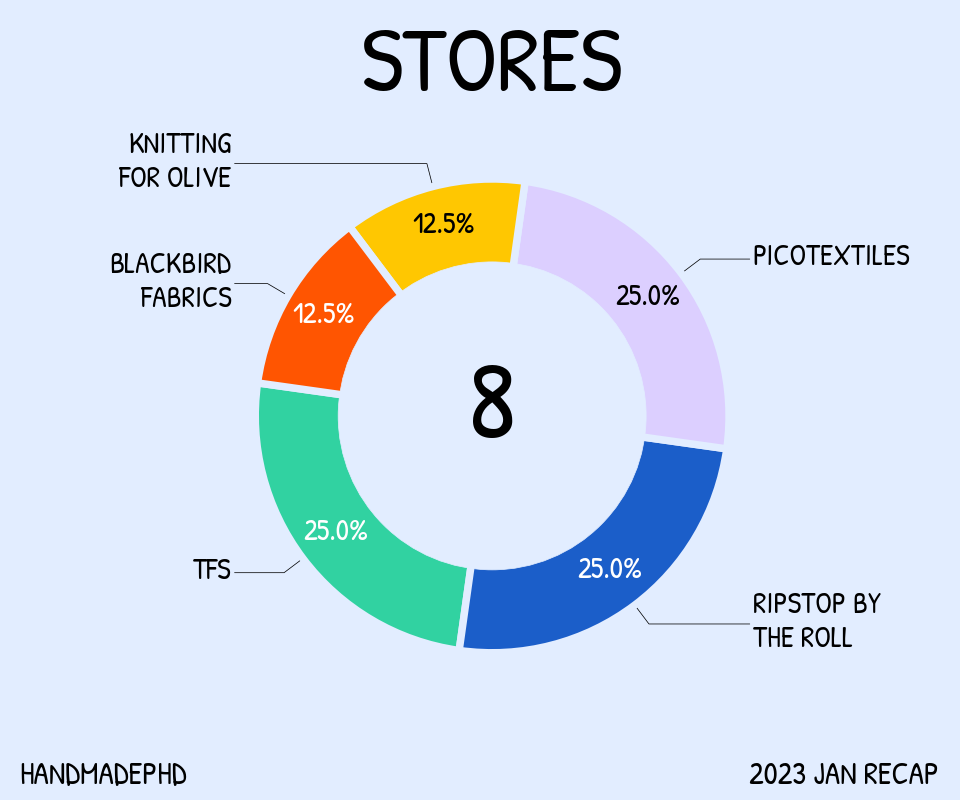 STORES
KNITTING
FOR OLIVE
12.5%
BLACKBIRD
FABRICS
12.5%
PICOTEXTILES
25.0%
8
TFS
25.0%
25.0%
RIPSTOP BY
THE ROLL
HANDMADEPHD
2023 JAN RECAP